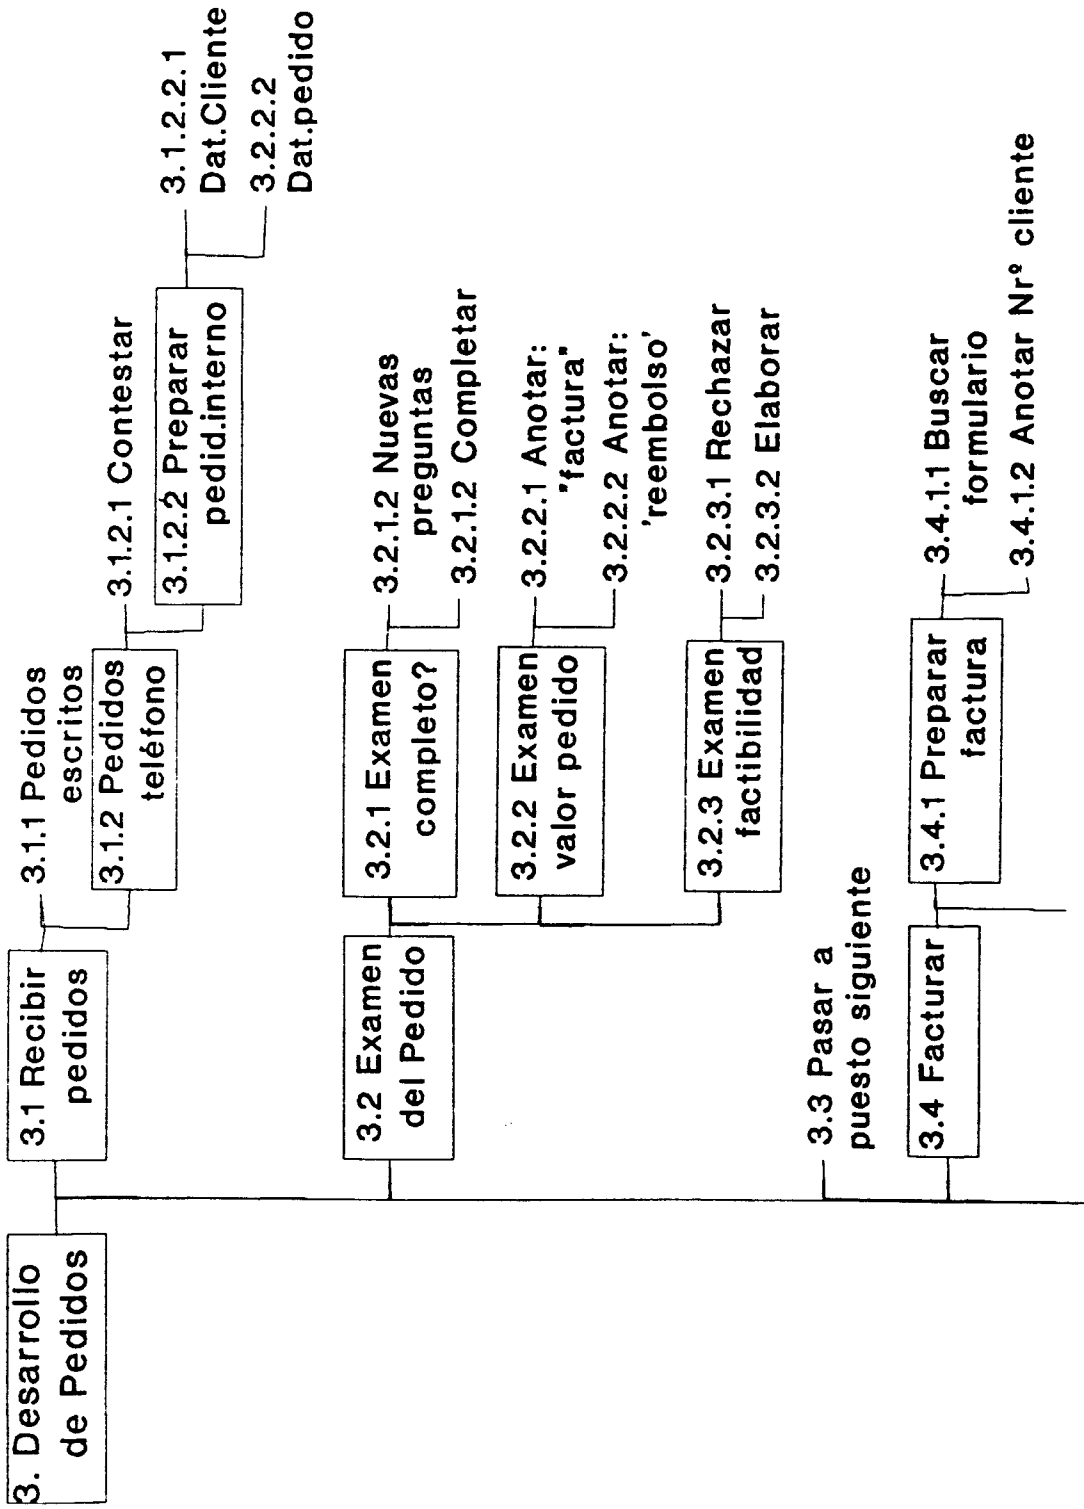 3. Desarrollo
de Pedidos
3.1 Recibir
pedidos
3.1.1 Pedidos
escritos
3.1.2 Pedidos
teléfono
3.1.2.1 Contestar
3.1.2.2 Preparar
pedid.interno
3.1.2.2.1
Dat.Cliente
3.2.2.2
Dat.pedido
3.2 Examen
del Pedido
3.2.1 Examen
completo?
3.2.1.2 Nuevas
preguntas
3.2.1.2 Completar
3.2.2 Examen
valor pedido
3.2.2.1 Anotar:
"factura"
3.2.2.2 Anotar:
'reembolso'
3.2.3 Examen
factibilidad
3.2.3.1 Rechazar
3.2.3.2 Elaborar
3.3 Pasar a
puesto siguiente
3.4 Facturar
3.4.1 Preparar
factura
3.4.1.1 Buscar
formulario
3.4.1.2 Anotar Nrº cliente